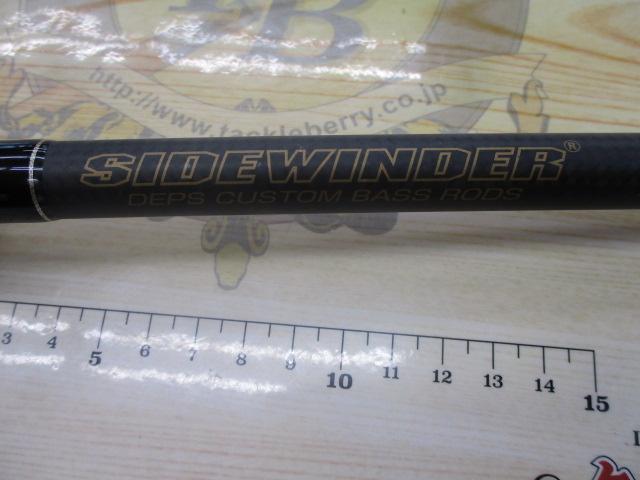 B
http://www.tackleberry.co.jp
SIDEWINDER®
DEPS CUSTOM BASS RODS
3 4 5 6 7 8 9 10 11 12 13 14 15